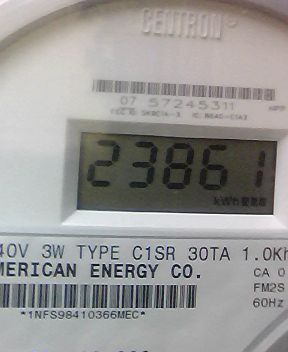 CENTRON
07 57245311
23861
kWh
40V 3W TYPE C1SR 30TA 1.0Kh
MERICAN ENERGY CO.
CA 0
FM2S
60Hz
*1NFS98410366MEC*